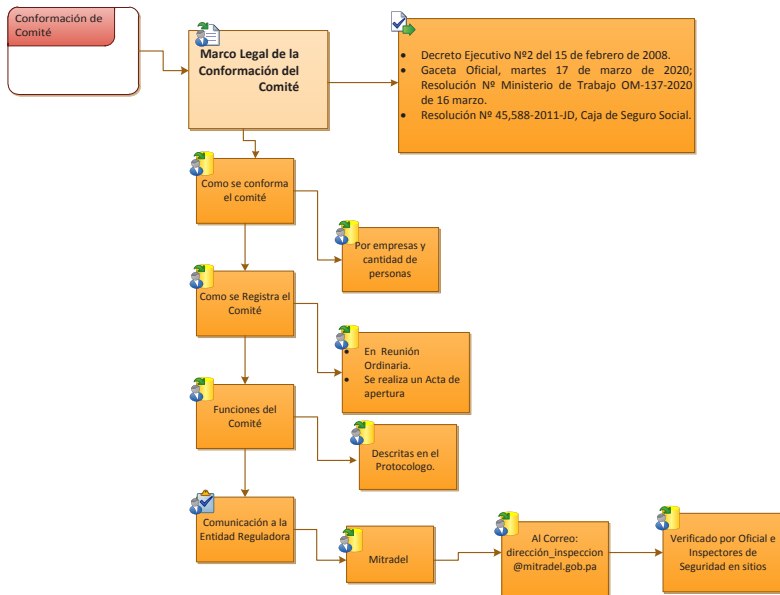 Conformación de
Comité
Marco Legal de la
Conformación del
Comité
• Decreto Ejecutivo Nº2 del 15 de febrero de 2008.
• Gaceta Oficial, martes 17 de marzo de 2020;
Resolución Nº Ministerio de Trabajo OM-137-2020
de 16 marzo.
• Resolución Nº 45,588-2011-JD, Caja de Seguro Social.
Como se conforma
el comité
Por empresas y
cantidad de
personas
Como se Registra el
Comité
• En Reunión
Ordinaria.
• Se realiza un Acta de
apertura
Funciones del
Comité
Descritas en el
Protocologo.
Comunicación a la
Entidad Reguladora
Mitradel
Al Correo:
dirección_inspeccion
@mitradel.gob.pa
Verificado por Oficial e
Inspectores de
Seguridad en sitios